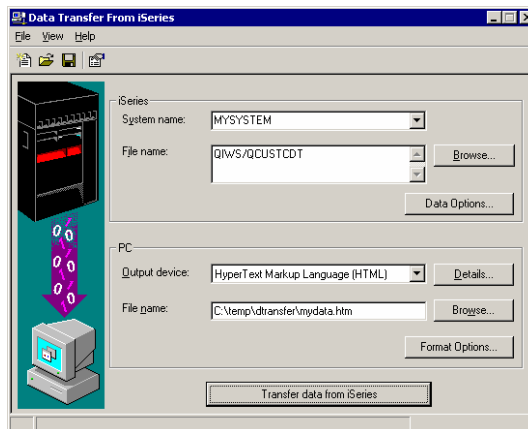 Data Transfer From iSeries
File View Help
iSeries
System name: MYSYSTEM
File name: QIWS/QCUSTCDT Browse...
Data Options...
PC
Output device: HyperText Markup Language (HTML) Details...
File name: C:\temp\dtransfer\mydata.htm Browse...
Format Options...
Transfer data from iSeries